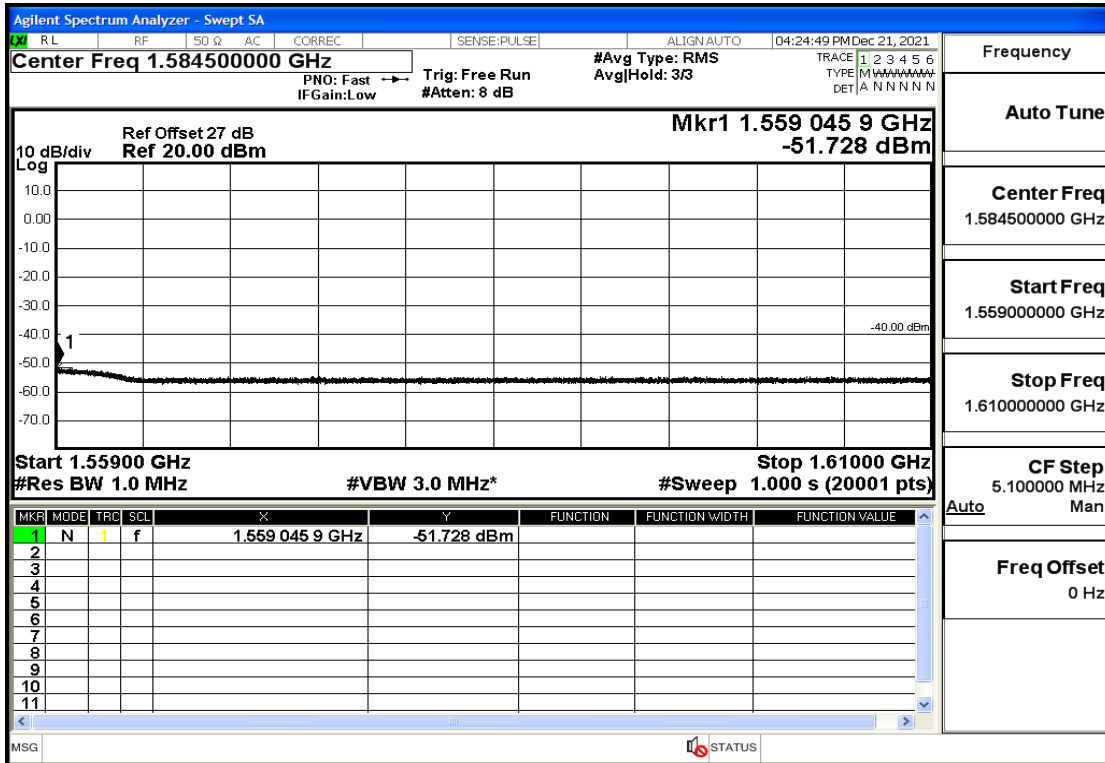 Agilent Spectrum Analyzer - Swept SA
LXI RL RF 50 Ω AC CORREC SENSE:PULSE ALIGN AUTO 04:24:49 PM Dec 21, 2021
Center Freq 1.584500000 GHz
PNO: Fast
IFGain:Low
Trig: Free Run
#Atten: 8 dB
#Avg Type: RMS
Avg|Hold: 3/3
TRACE 1 2 3 4 5 6
TYPE M WWWWW
DET A N N N N N
Ref Offset 27 dB
10 dB/div Ref 20.00 dBm
Log
Mkr1 1.559 045 9 GHz
-51.728 dBm
10.0
0.00
-10.0
-20.0
-30.0
-40.0
-50.0
-60.0
-70.0
1
-40.00 dBm
Start 1.55900 GHz Stop 1.61000 GHz
#Res BW 1.0 MHz #VBW 3.0 MHz* #Sweep 1.000 s (20001 pts)
MKR MODE TRC SCL X Y FUNCTION FUNCTION WIDTH FUNCTION VALUE
1 N 1 f 1.559 045 9 GHz -51.728 dBm
2
3
4
5
6
7
8
9
10
11
MSG STATUS
Frequency
Auto Tune
Center Freq
1.584500000 GHz
Start Freq
1.559000000 GHz
Stop Freq
1.610000000 GHz
CF Step
5.100000 MHz
Auto Man
Freq Offset
0 Hz